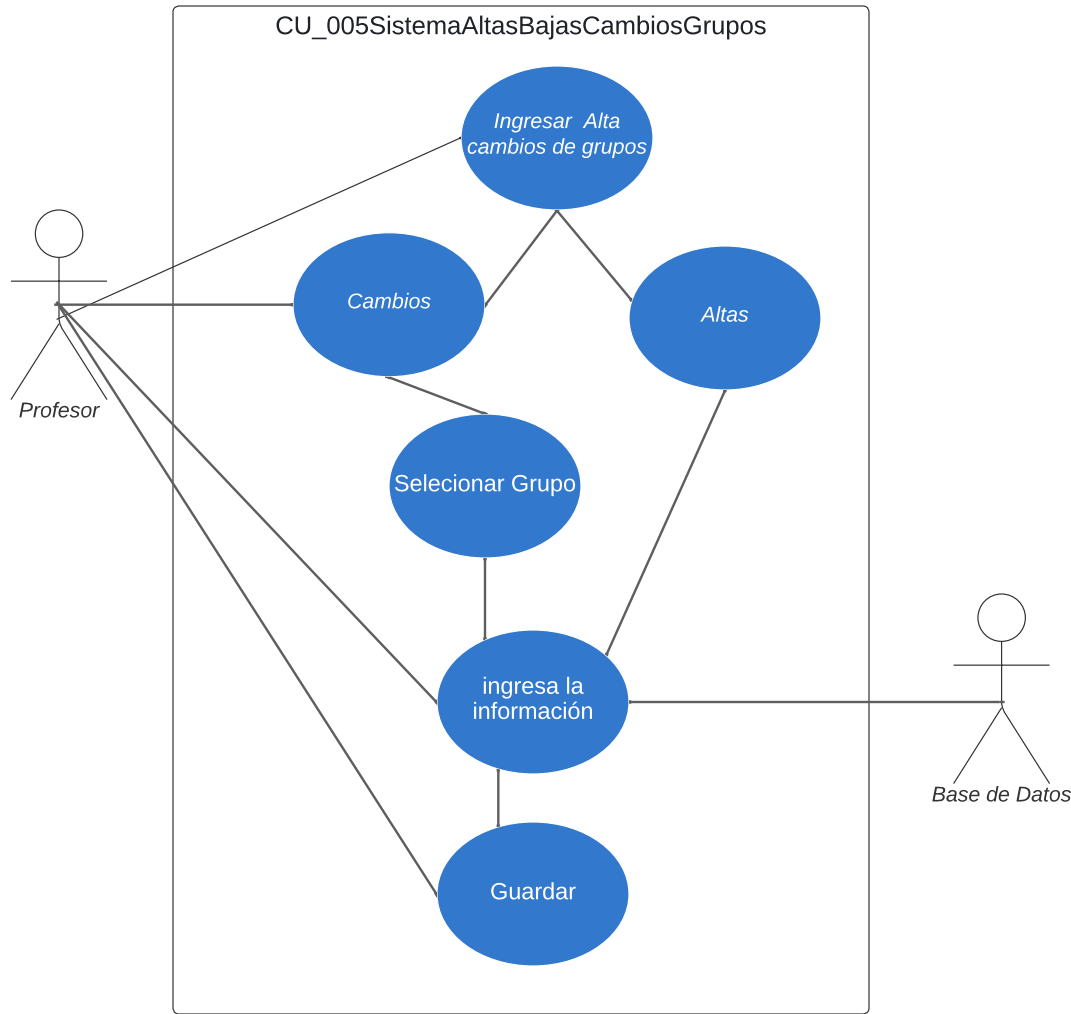 CU_005SistemaAltasBajasCambiosGrupos
Ingresar Alta
cambios de grupos
Cambios
Altas
Profesor
Selecionar Grupo
ingresa la
información
Base de Datos
Guardar